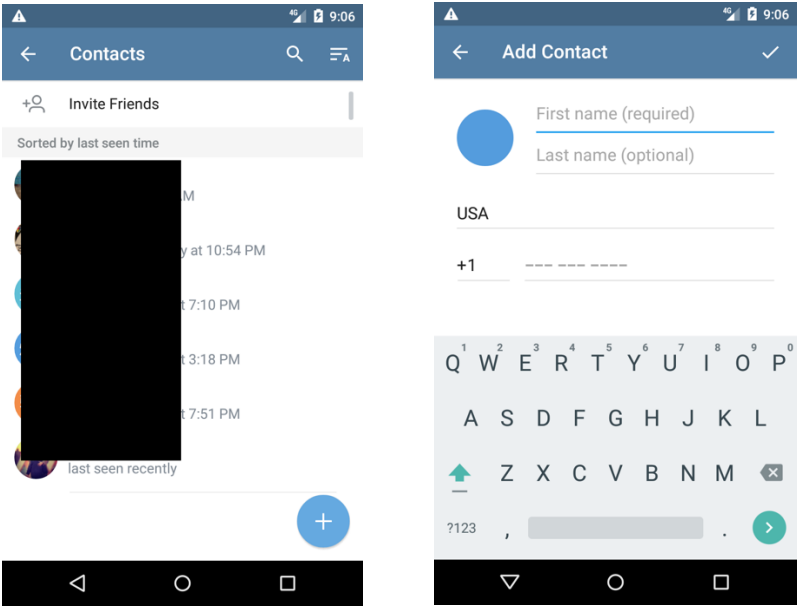 4G 9:06
Contacts
Invite Friends
Sorted by last seen time
at 10:54 PM
7:10 PM
3:18 PM
7:51 PM
last seen recently
4G 9:06
Add Contact
First name (required)
Last name (optional)
USA
+1 --- --- ----
1 2 3 4 5 6 7 8 9 0
Q W E R T Y U I O P
A S D F G H J K L
Z X C V B N M
?123 , .